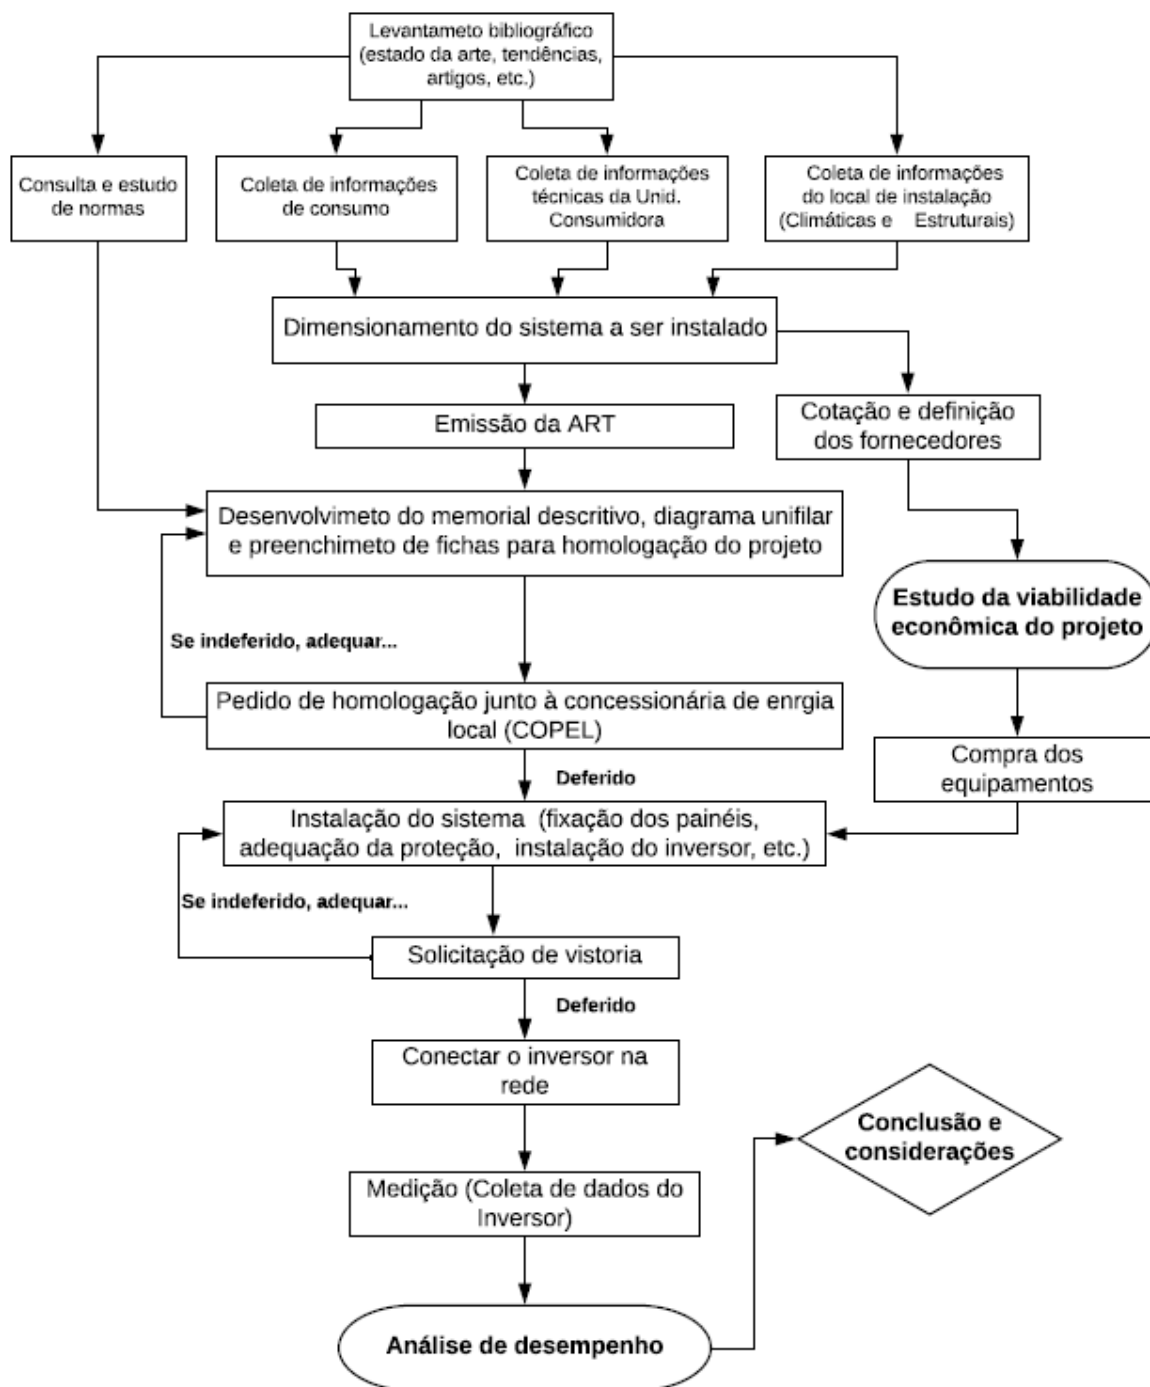 Levantameto bibliográfico
(estado da arte, tendências,
artigos, etc.)
Consulta e estudo
de normas
Coleta de informações
de consumo
Coleta de informações
técnicas da Unid.
Consumidora
Coleta de informações
do local de instalação
(Climáticas e Estruturais)
Dimensionamento do sistema a ser instalado
Emissão da ART
Cotação e definição
dos fornecedores
Desenvolvimeto do memorial descritivo, diagrama unifilar
e preenchimeto de fichas para homologação do projeto
Estudo da viabilidade
econômica do projeto
Se indeferido, adequar...
Pedido de homologação junto à concessionária de enrgia
local (COPEL)
Compra dos
equipamentos
Deferido
Instalação do sistema (fixação dos painéis,
adequação da proteção, instalação do inversor, etc.)
Se indeferido, adequar...
Solicitação de vistoria
Deferido
Conectar o inversor na
rede
Conclusão e
considerações
Medição (Coleta de dados do
Inversor)
Análise de desempenho